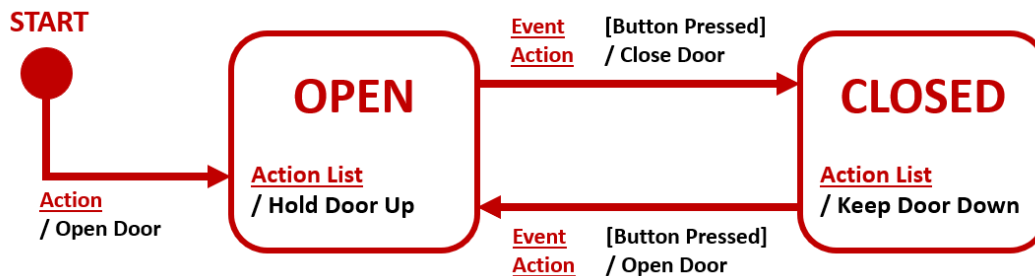 START
Action
/ Open Door
OPEN
Action List
/ Hold Door Up
Event [Button Pressed]
Action / Close Door
CLOSED
Action List
/ Keep Door Down
Event [Button Pressed]
Action / Open Door